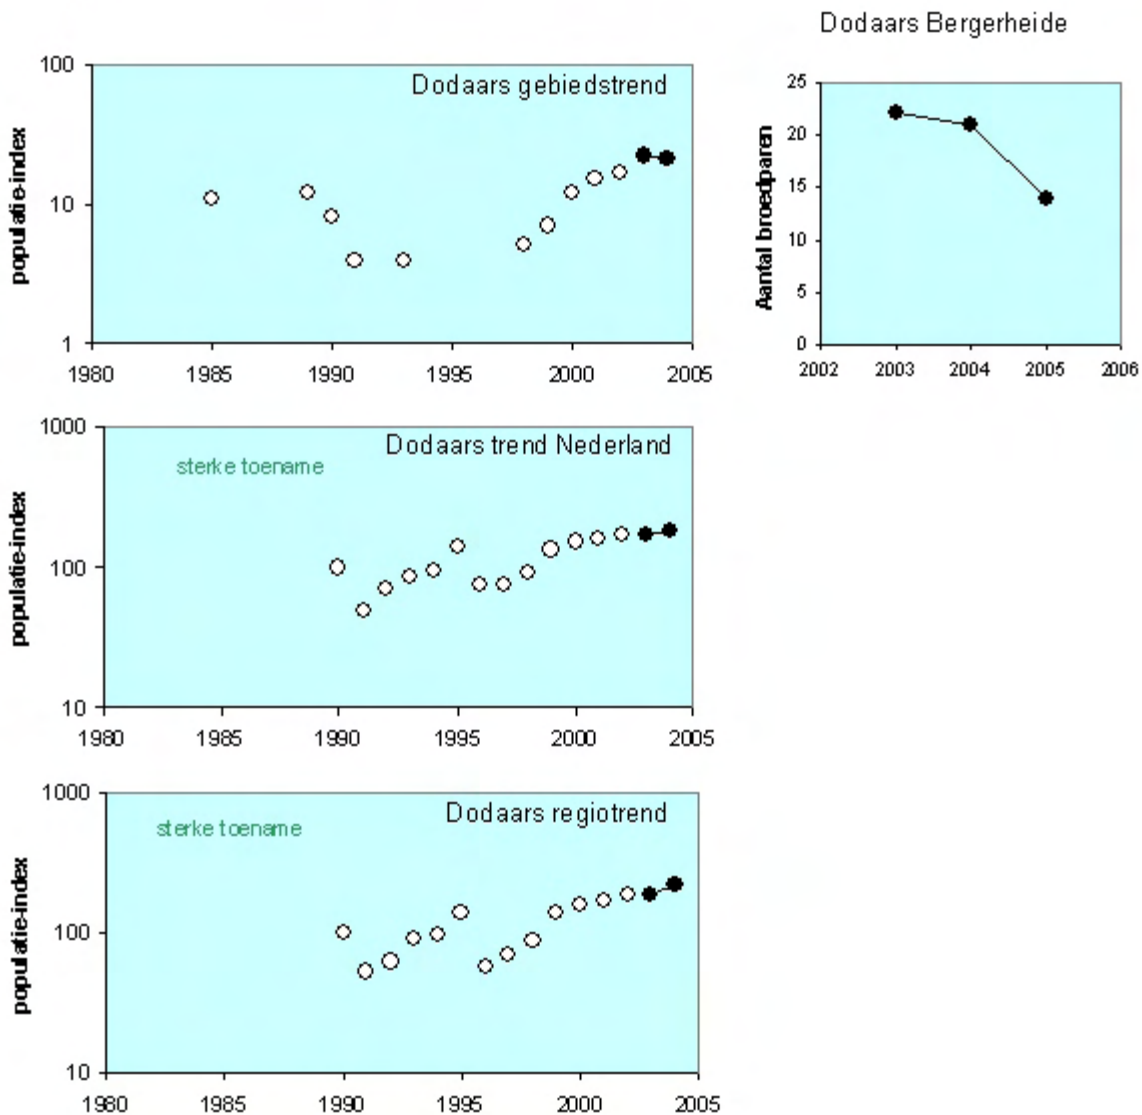 Dodaars Bergerheide
Dodaars gebiedstrend
populatie-index
100
10
1
1980 1985 1990 1995 2000 2005
Aantal broedparen
25
20
15
10
5
0
2002 2003 2004 2005 2006
Dodaars trend Nederland
sterke toename
populatie-index
1000
100
10
1980 1985 1990 1995 2000 2005
Dodaars regiotrend
sterke toename
populatie-index
1000
100
10
1980 1985 1990 1995 2000 2005